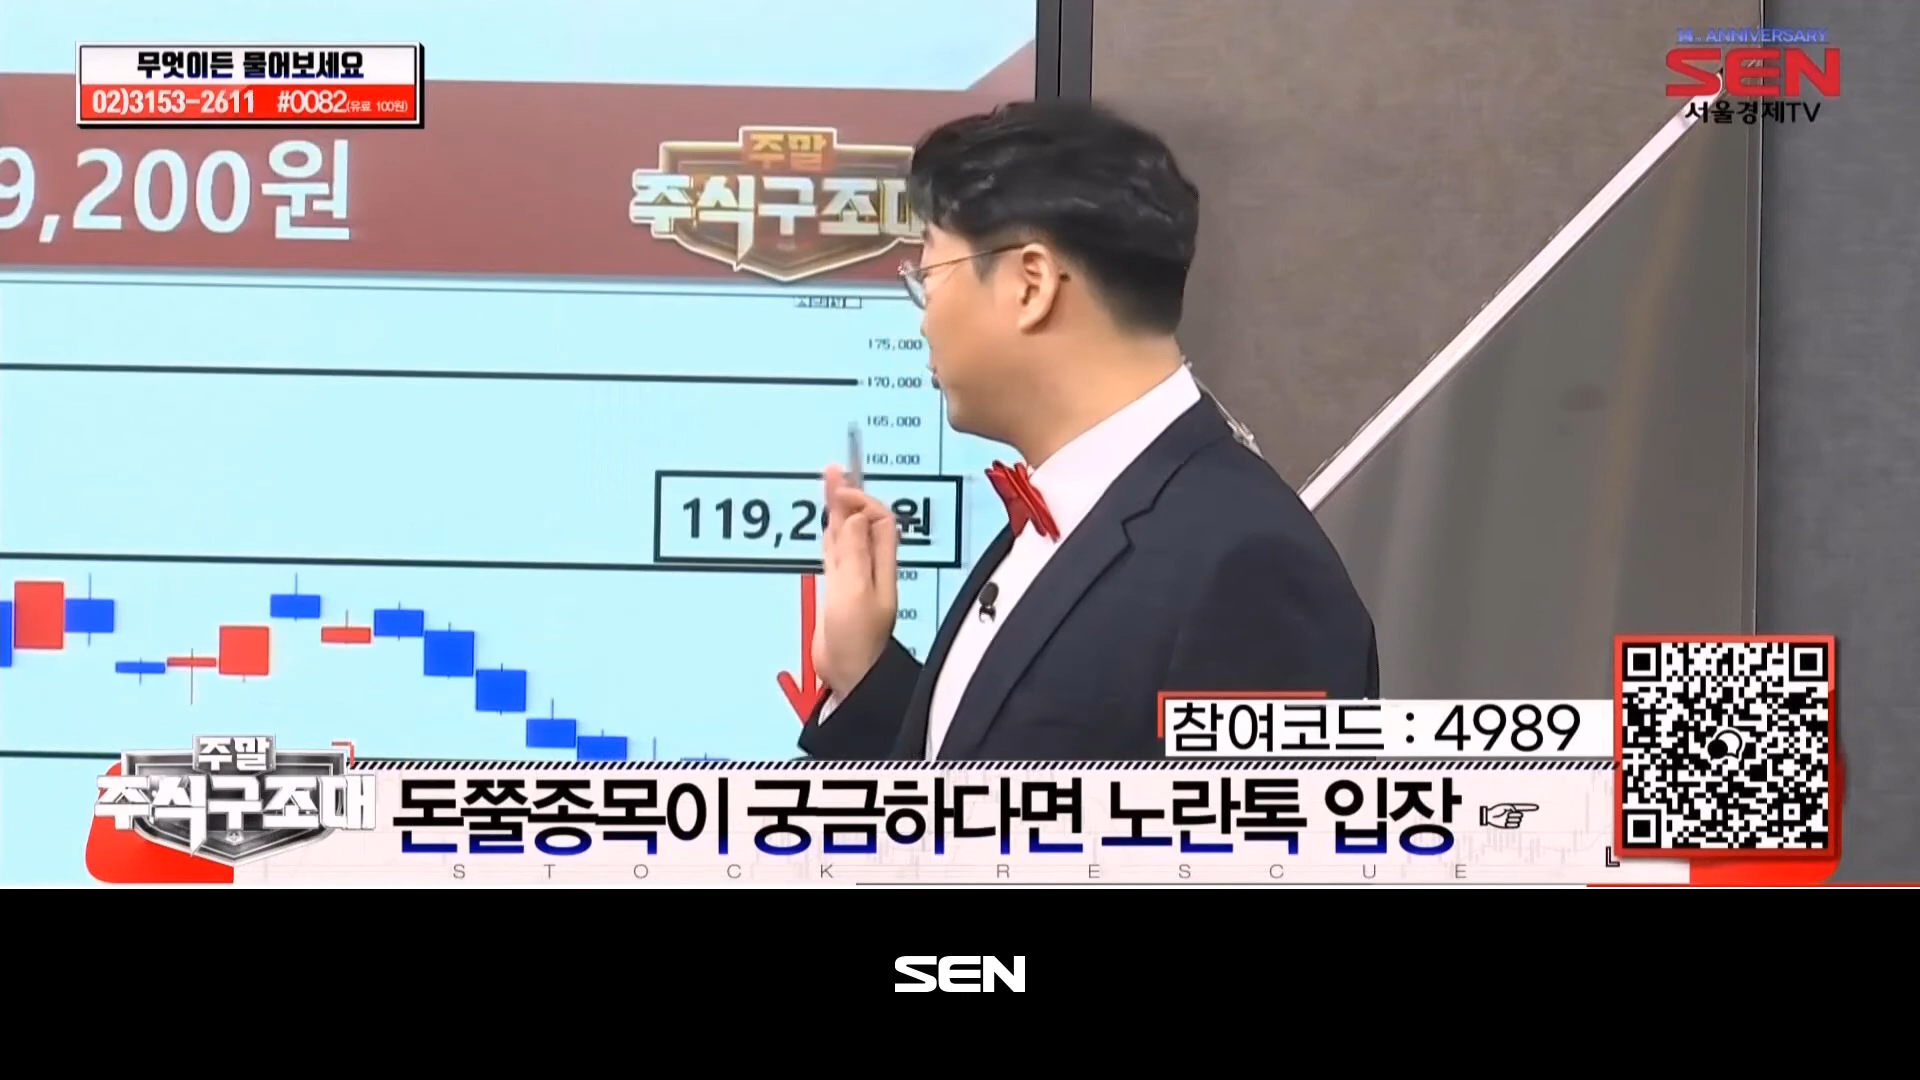 무엇이든 물어보세요
02)3153-2611 #0082(유료 100원)
14th ANNIVERSARY
SEN
서울경제TV
9,200원
주말
주식구조대
175,000
170,000
165,000
160,000
119,2 원
참여코드 : 4989
주말
주식구조대
돈쭐종목이 궁금하다면 노란톡 입장 ☞
STOCK RESCUE
SEN